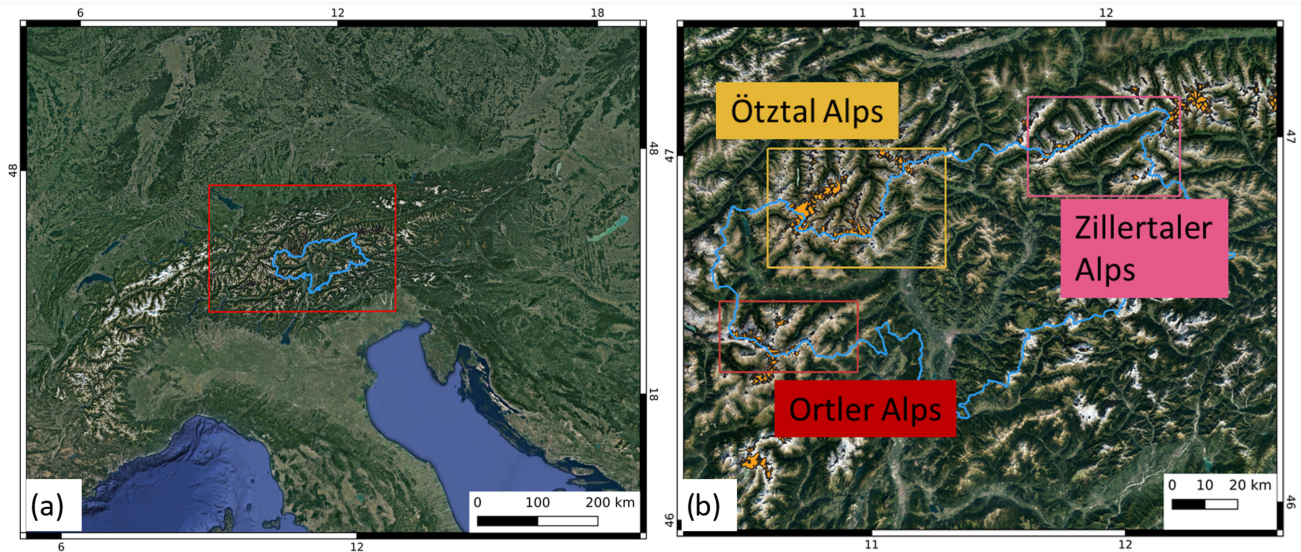 6 12 18
48
48
18
6 12
(a)
0 100 200 km
11 12
47
47
46
46
11 12
Ötztal Alps
Zillertaler
Alps
Ortler Alps
(b)
0 10 20 km